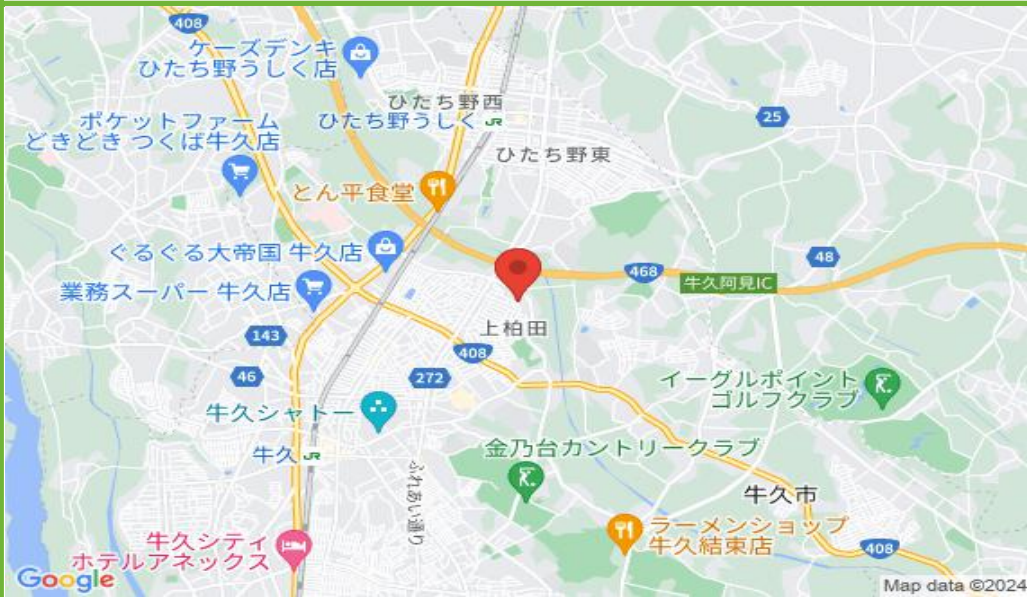 408
ケーズデンキ
ひたち野うしく店
ひたち野西
ひたち野うしく JR
25
ポケットファーム
どきどき つくば牛久店
ひたち野東
とん平食堂
ぐるぐる大帝国 牛久店
48
468
牛久阿見IC
業務スーパー 牛久店
上柏田
143
408
46
272
イーグルポイント
ゴルフクラブ
牛久シャトー
金乃台カントリークラブ
牛久 JR
ふれあい通り
牛久市
ラーメンショップ
牛久結束店
牛久シティ
ホテルアネックス
408
Google
Map data ©2024